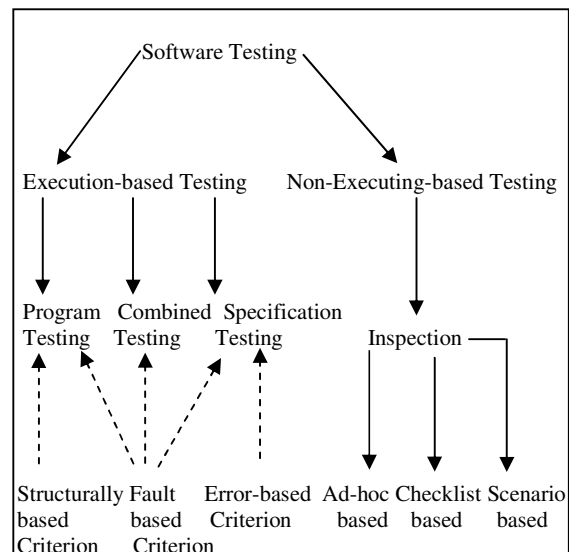 Software Testing
Execution-based Testing Non-Executing-based Testing
Program Combined Specification
Testing Testing Testing
Inspection
Structurally Fault Error-based Ad-hoc Checklist Scenario
based based Criterion based based based
Criterion Criterion